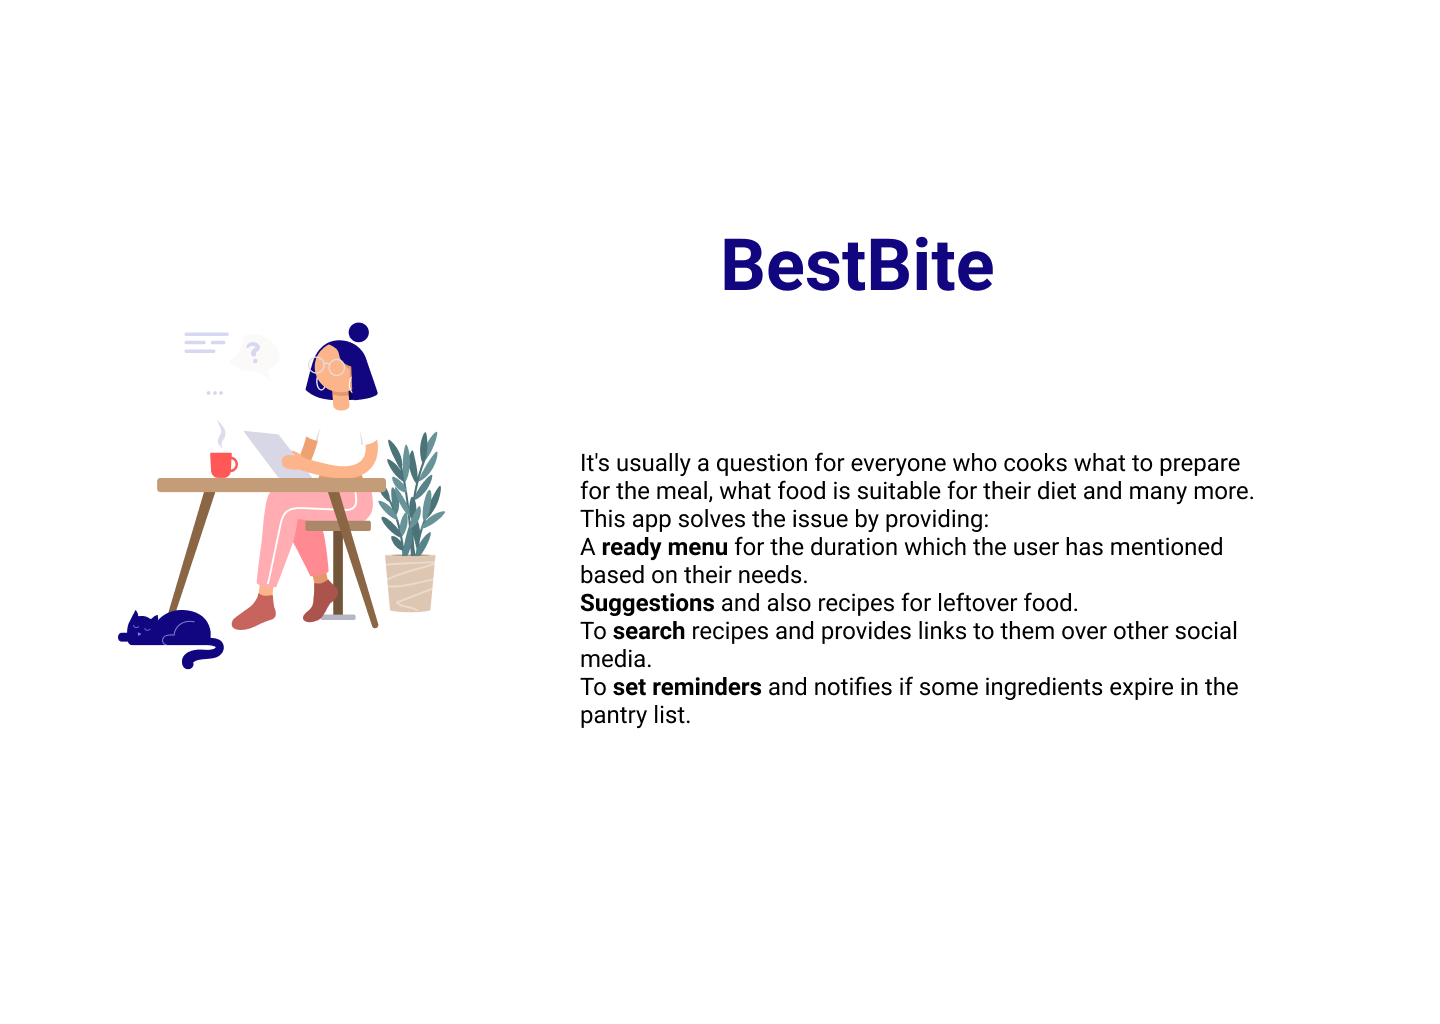 BestBite
?
It's usually a question for everyone who cooks what to prepare
for the meal, what food is suitable for their diet and many more.
This app solves the issue by providing:
A ready menu for the duration which the user has mentioned
based on their needs.
Suggestions and also recipes for leftover food.
To search recipes and provides links to them over other social
media.
To set reminders and notifies if some ingredients expire in the
pantry list.